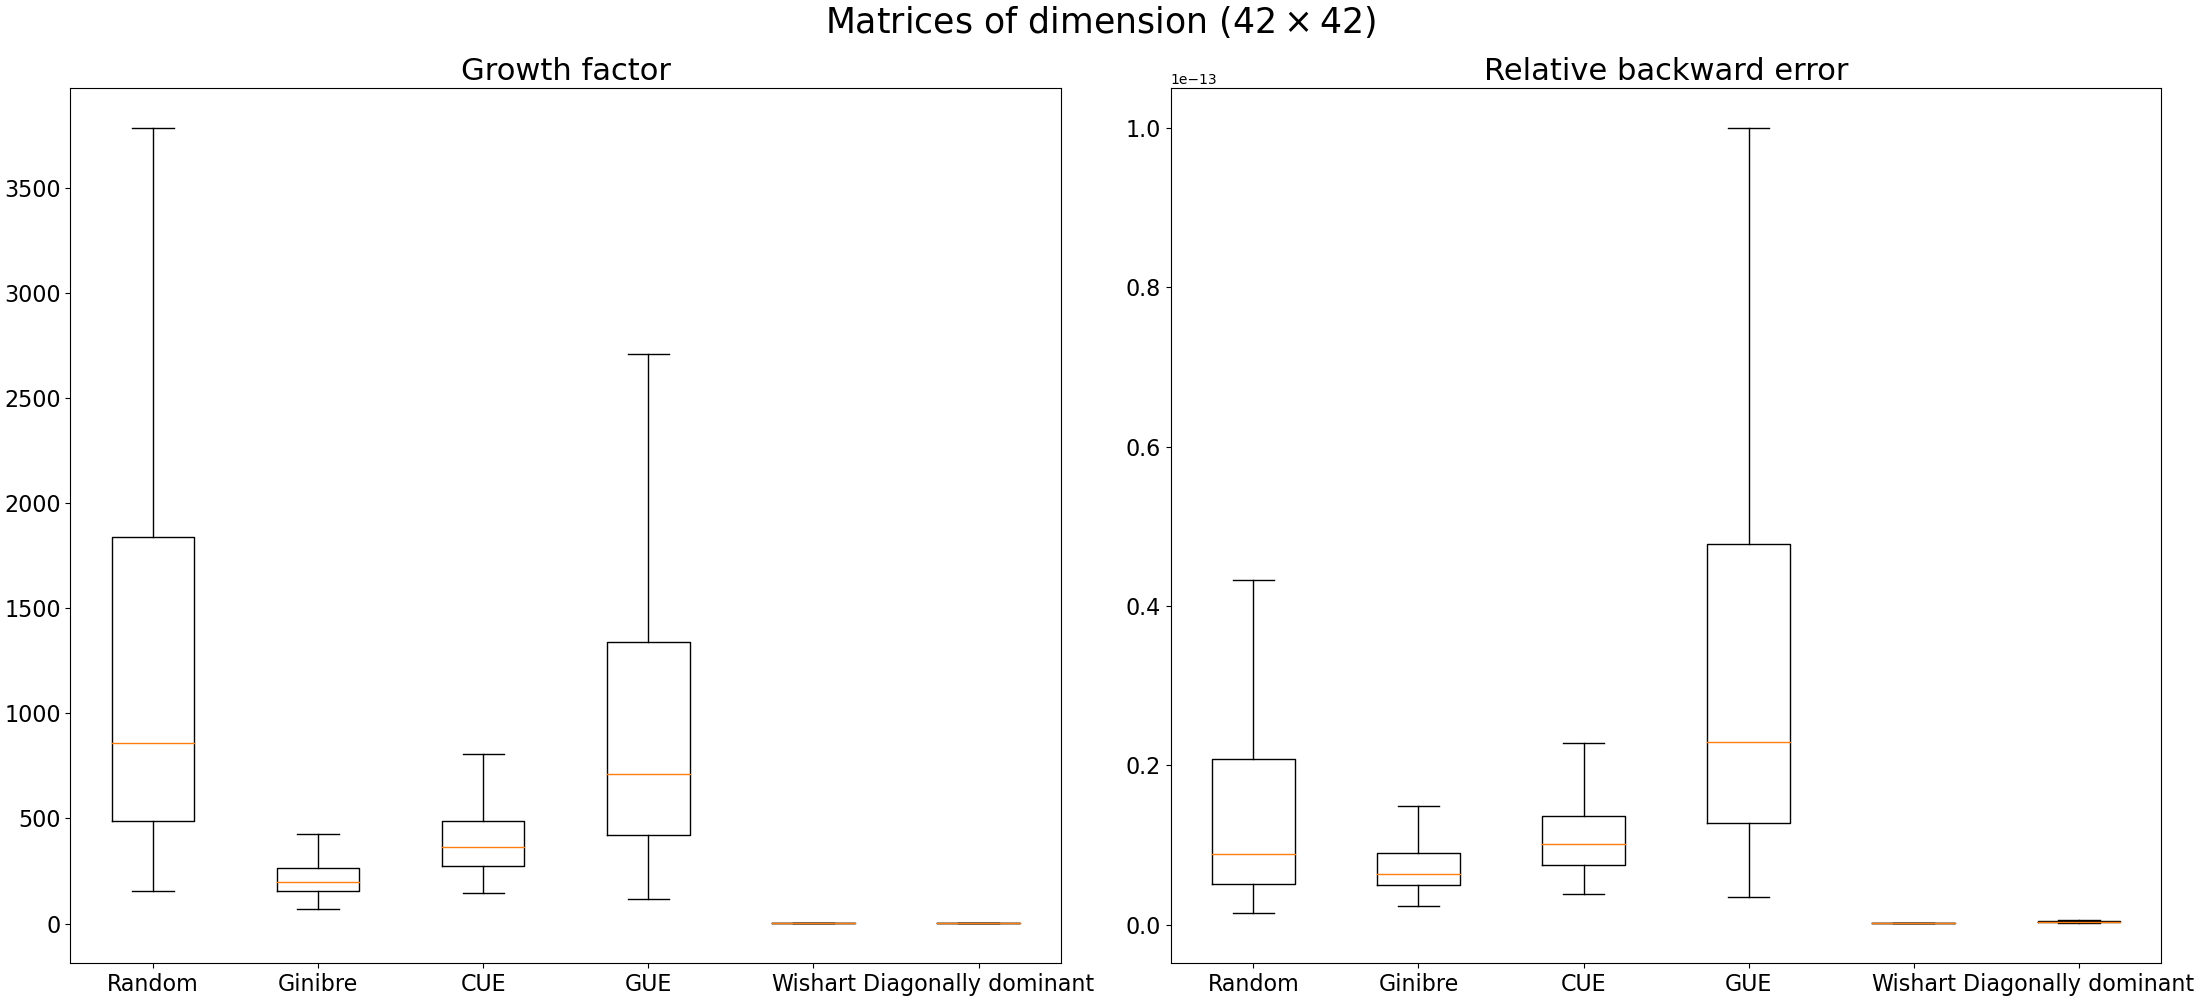 Matrices of dimension (42 × 42)
Growth factor
3500
3000
2500
2000
1500
1000
500
0
Random Ginibre CUE GUE Wishart Diagonally dominant
Relative backward error
1e−13
1.0
0.8
0.6
0.4
0.2
0.0
Random Ginibre CUE GUE Wishart Diagonally dominant